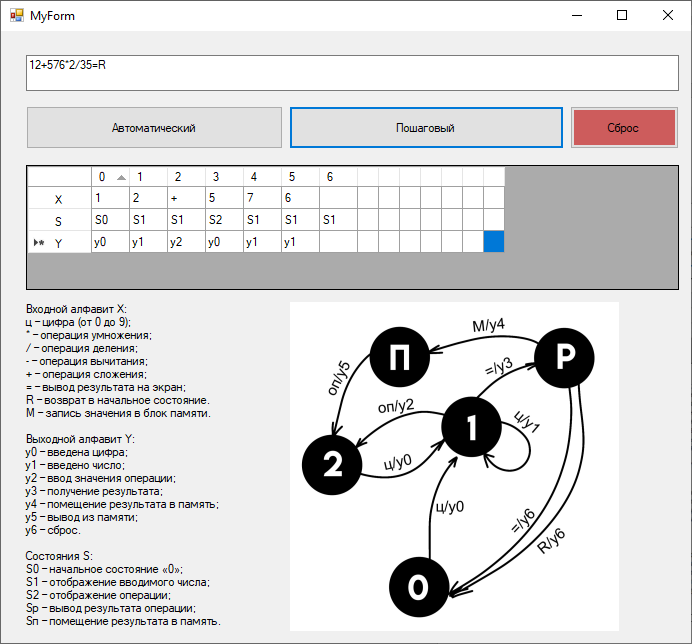 MyForm
12+576*2/35=R
Автоматический Пошаговый Сброс
0 1 2 3 4 5 6
X 1 2 + 5 7 6
S S0 S1 S1 S2 S1 S1 S1
Y y0 y1 y2 y0 y1 y1
Входной алфавит X:
ц – цифра (от 0 до 9);
* – операция умножения;
/ – операция деления;
- – операция вычитания;
+ – операция сложения;
= – вывод результата на экран;
R – возврат в начальное состояние.
М – запись значения в блок памяти.
Выходной алфавит Y:
y0 – введена цифра;
y1 – введено число;
y2 – ввод значения операции;
y3 – получение результата;
y4 – помещение результата в память;
y5 – вывод из памяти;
y6 – сброс.
Состояния S:
S0 – начальное состояние «0»;
S1 – отображение вводимого числа;
S2 – отображение операции;
Sp – вывод результата операции;
Sп – помещение результата в память.
М/y4
П
Р
=/y3
оп/y5
оп/y2
1
ц/y1
2
ц/y0
ц/y0
=/y6
R/y6
0